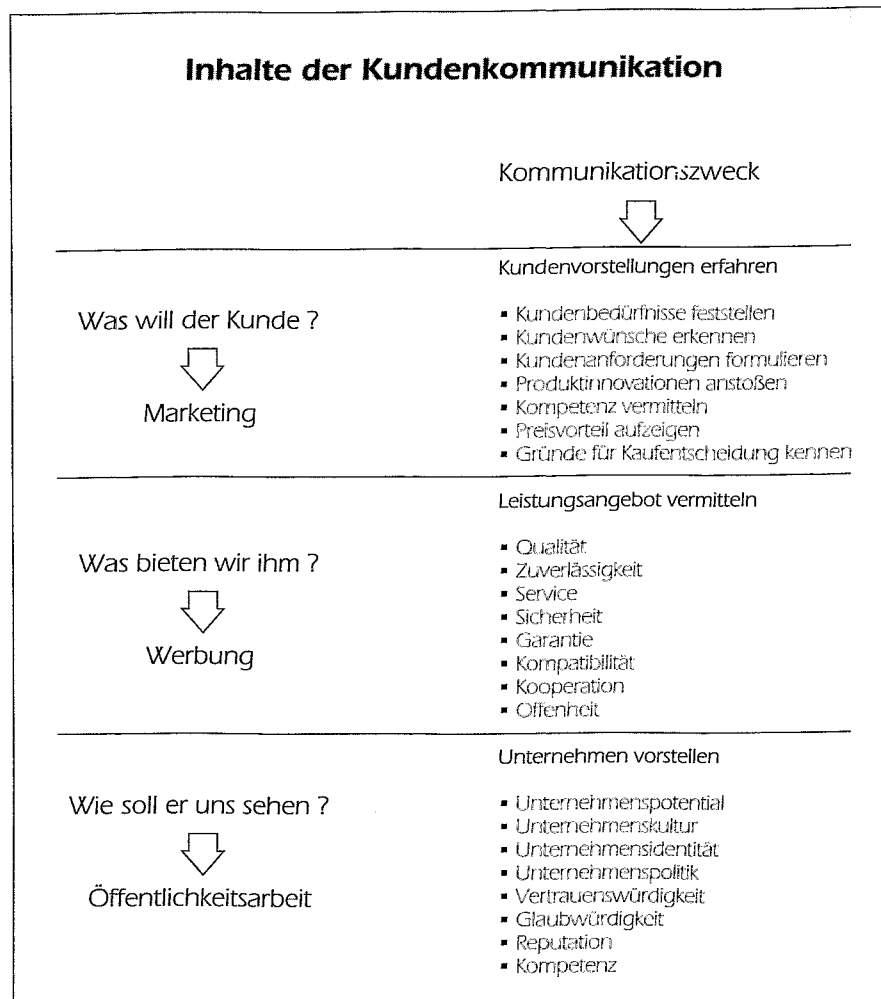 Inhalte der Kundenkommunikation
Kommunikationszweck
Kundenvorstellungen erfahren
Was will der Kunde ?
Marketing
▪ Kundenbedürfnisse feststellen
▪ Kundenwünsche erkennen
▪ Kundenanforderungen formulieren
▪ Produktinnovationen anstoßen
▪ Kompetenz vermitteln
▪ Preisvorteil aufzeigen
▪ Gründe für Kaufentscheidung kennen
Leistungsangebot vermitteln
Was bieten wir ihm ?
Werbung
▪ Qualität
▪ Zuverlässigkeit
▪ Service
▪ Sicherheit
▪ Garantie
▪ Kompatibilität
▪ Kooperation
▪ Offenheit
Unternehmen vorstellen
Wie soll er uns sehen ?
Öffentlichkeitsarbeit
▪ Unternehmenspotential
▪ Unternehmenskultur
▪ Unternehmensidentität
▪ Unternehmenspolitik
▪ Vertrauenswürdigkeit
▪ Glaubwürdigkeit
▪ Reputation
▪ Kompetenz